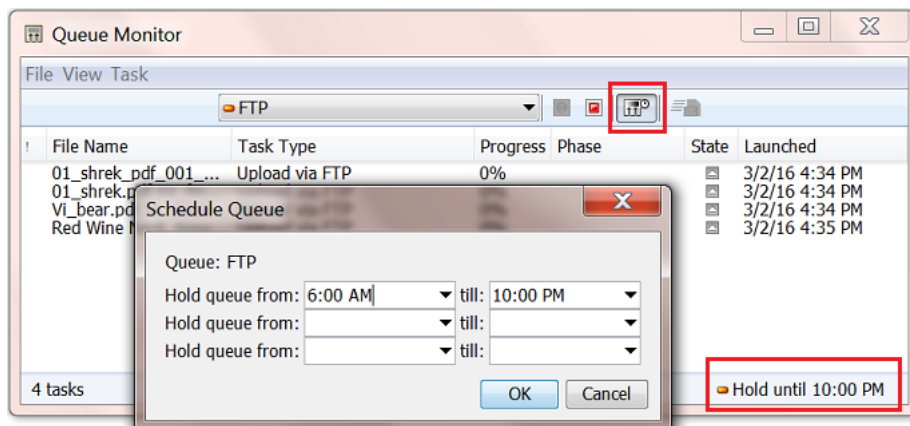 Queue Monitor
File View Task
FTP
! File Name Task Type Progress Phase State Launched
01_shrek_pdf_001_... Upload via FTP 0% 3/2/16 4:34 PM
01_shrek.p 3/2/16 4:34 PM
Vi_bear.pd 3/2/16 4:34 PM
Red Wine 3/2/16 4:35 PM
Schedule Queue
Queue: FTP
Hold queue from: 6:00 AM till: 10:00 PM
Hold queue from: till:
Hold queue from: till:
OK Cancel
4 tasks Hold until 10:00 PM